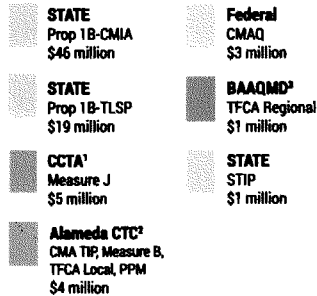 STATE
Prop 1B-CMIA
$46 million
STATE
Prop 1B-TLSP
$19 million
CCTA¹
Measure J
$5 million
Alameda CTC²
CMA TIP, Measure B,
TFCA Local, PPM
$4 million
Federal
CMAQ
$3 million
BAAQMD³
TFCA Regional
$1 million
STATE
STIP
$1 million